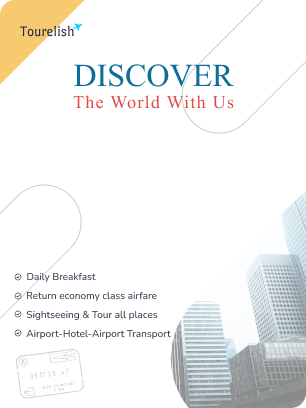 Tourelish
DISCOVER
The World With Us
Daily Breakfast
Return economy class airfare
Sightseeing & Tour all places
Airport-Hotel-Airport Transport